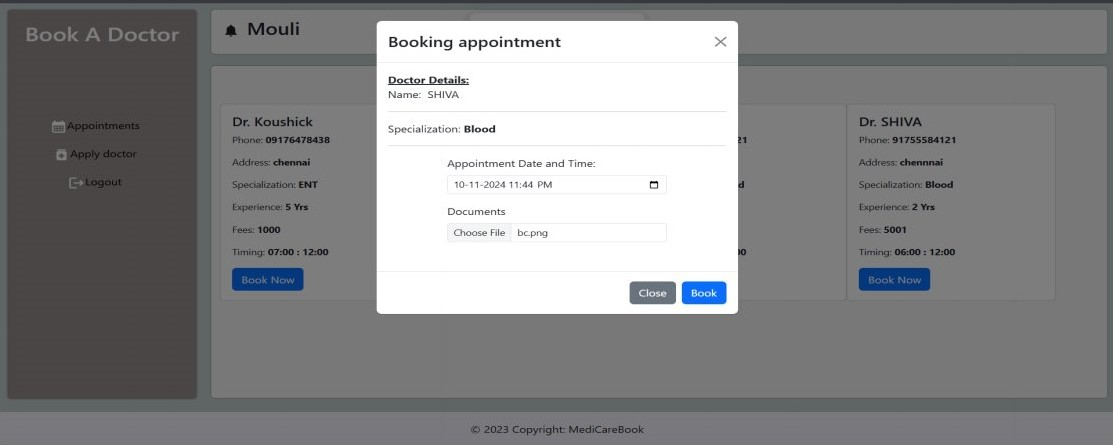 Book A Doctor
Appointments
Apply doctor
Logout
Mouli
Booking appointment
Doctor Details:
Name: SHIVA
Specialization: Blood
Appointment Date and Time:
10-11-2024 11:44 PM
Documents
Choose File bc.png
Close Book
Dr. Koushick
Phone: 09176478438
Address: chennai
Specialization: ENT
Experience: 5 Yrs
Fees: 1000
Timing: 07:00 : 12:00
Book Now
21
d
00
Dr. SHIVA
Phone: 91755584121
Address: chennnai
Specialization: Blood
Experience: 2 Yrs
Fees: 5001
Timing: 06:00 : 12:00
Book Now
© 2023 Copyright: MediCareBook